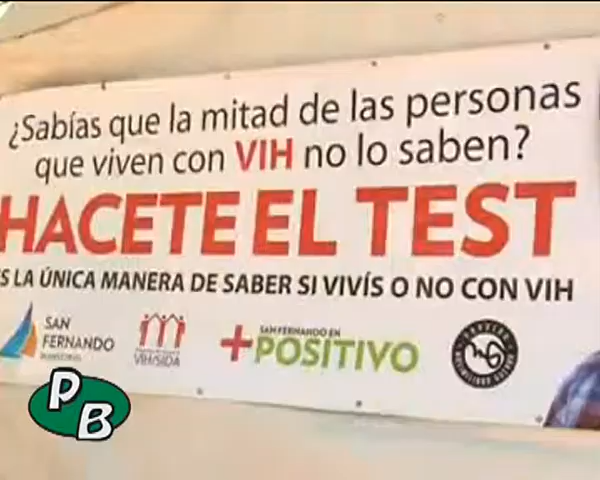 ¿Sabías que la mitad de las personas
que viven con VIH no lo saben?
HACETE EL TEST
S LA ÚNICA MANERA DE SABER SI VIVÍS O NO CON VIH
SAN
FERNANDO
VIH/SIDA
SAN FERNANDO EN
+POSITIVO
PB